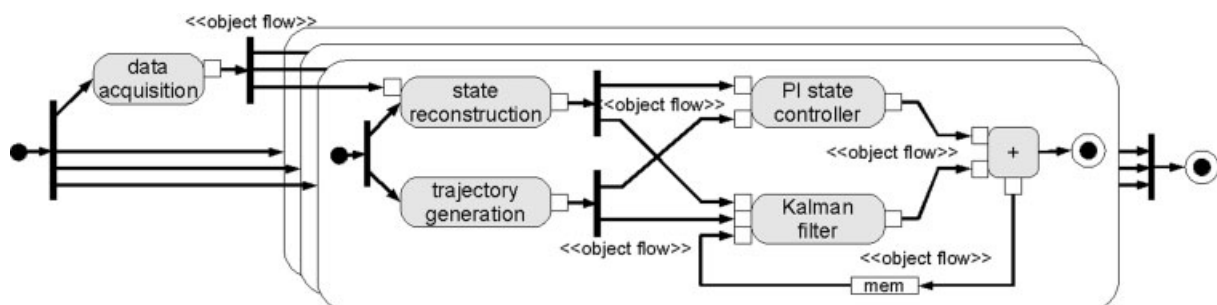 <<object flow>>
data
acquisition
state
reconstruction
<<object flow>>
PI state
controller
<<object flow>>
+
trajectory
generation
Kalman
filter
<<object flow>>
<<object flow>>
mem